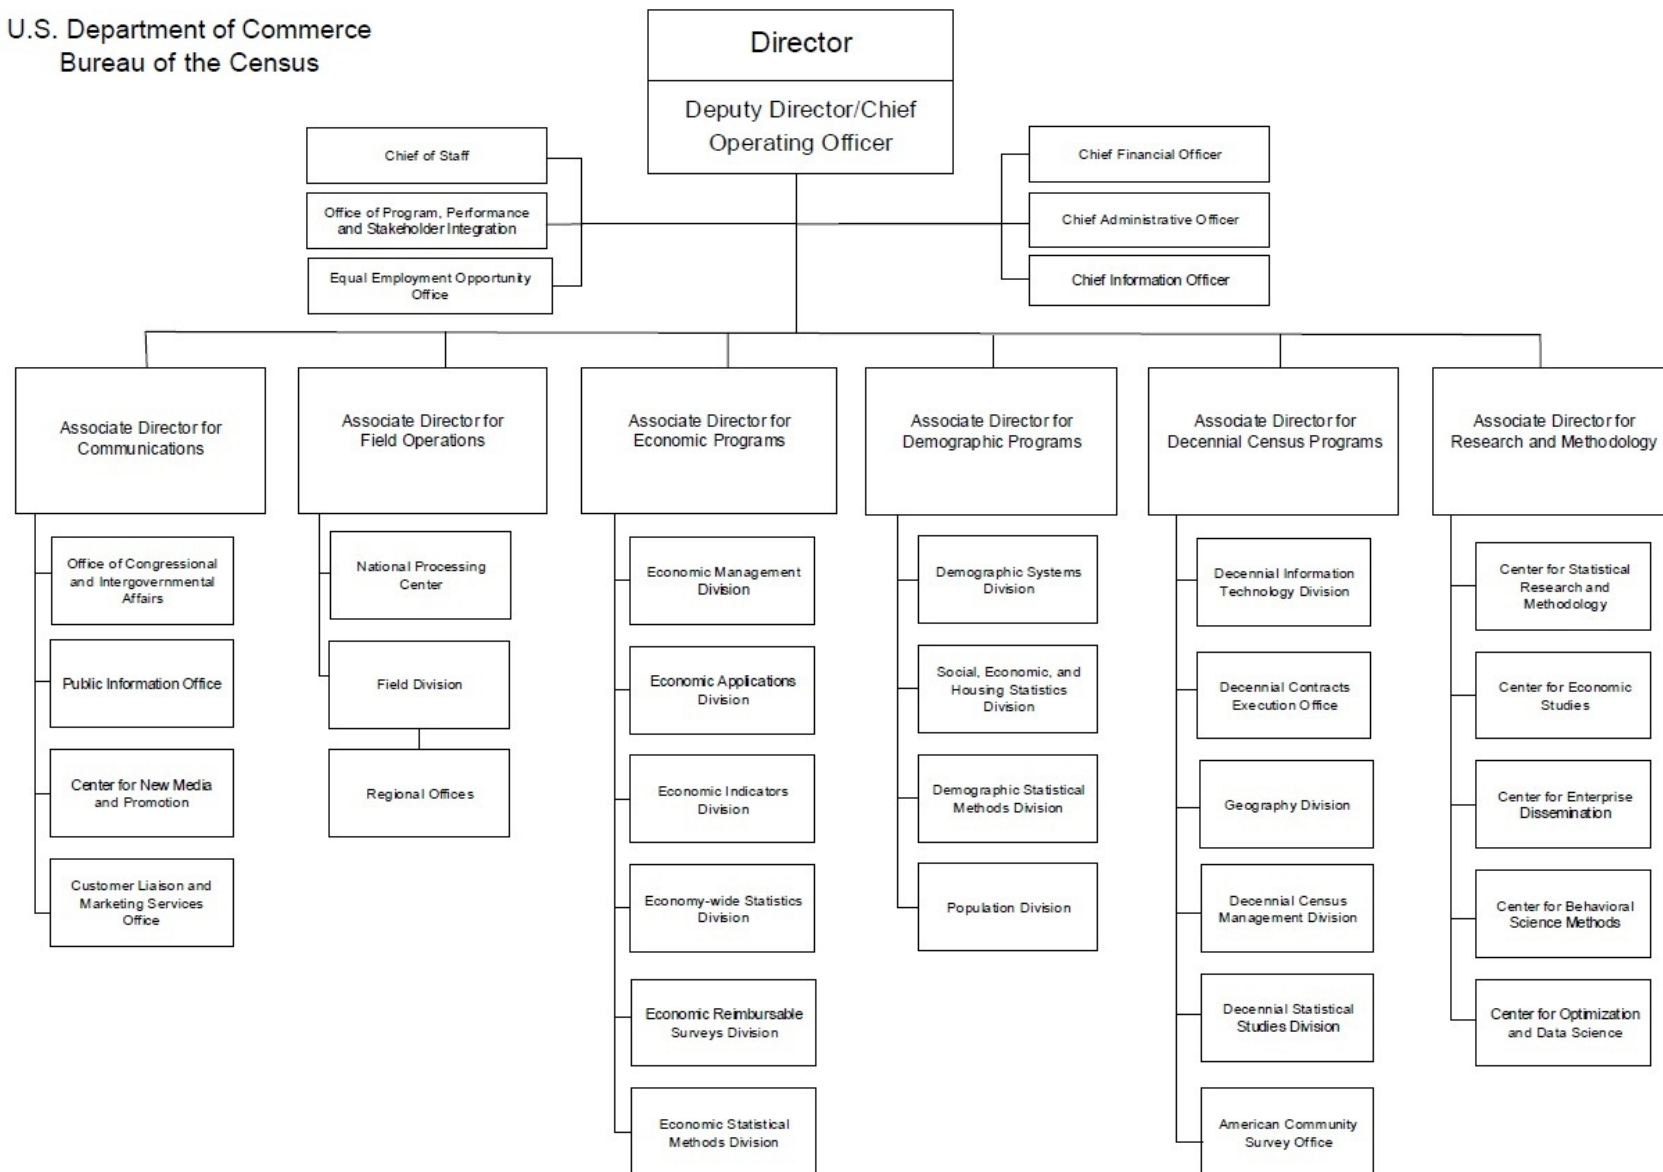 U.S. Department of Commerce
Bureau of the Census
Director
Deputy Director/Chief
Operating Officer
Chief of Staff
Office of Program, Performance
and Stakeholder Integration
Equal Employment Opportunity
Office
Chief Financial Officer
Chief Administrative Officer
Chief Information Officer
Associate Director for
Communications
Office of Congressional
and Intergovernmental
Affairs
Public Information Office
Center for New Media
and Promotion
Customer Liaison and
Marketing Services
Office
Associate Director for
Field Operations
National Processing
Center
Field Division
Regional Offices
Associate Director for
Economic Programs
Economic Management
Division
Economic Applications
Division
Economic Indicators
Division
Economy-wide Statistics
Division
Economic Reimbursable
Surveys Division
Economic Statistical
Methods Division
Associate Director for
Demographic Programs
Demographic Systems
Division
Social, Economic, and
Housing Statistics
Division
Demographic Statistical
Methods Division
Population Division
Associate Director for
Decennial Census Programs
Decennial Information
Technology Division
Decennial Contracts
Execution Office
Geography Division
Decennial Census
Management Division
Decennial Statistical
Studies Division
American Community
Survey Office
Associate Director for
Research and Methodology
Center for Statistical
Research and
Methodology
Center for Economic
Studies
Center for Enterprise
Dissemination
Center for Behavioral
Science Methods
Center for Optimization
and Data Science